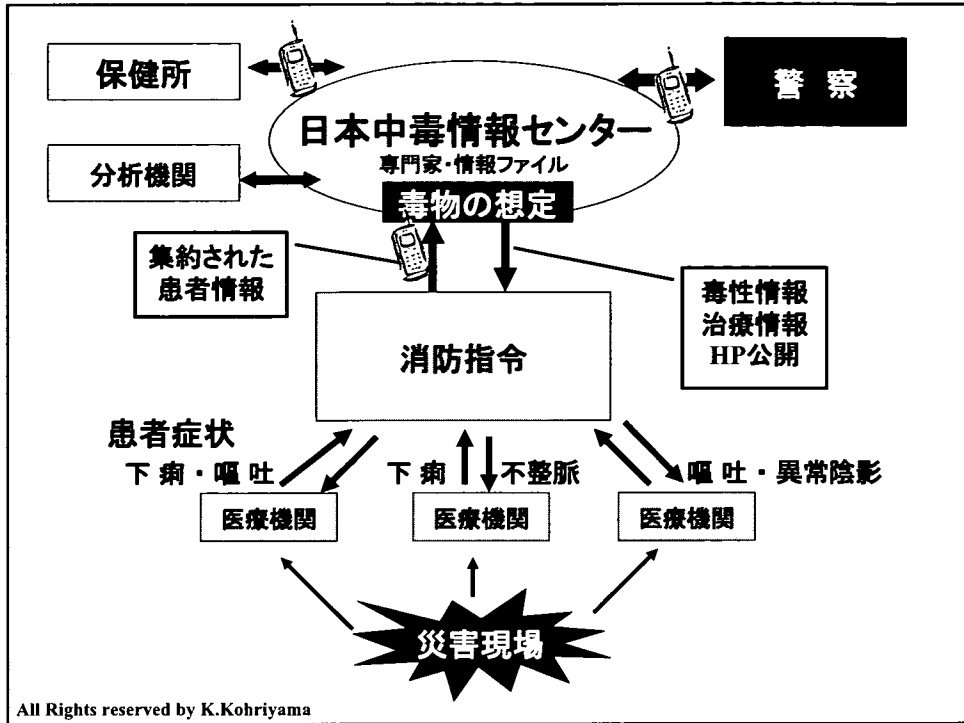 保健所
警 察
日本中毒情報センター
専門家・情報ファイル
分析機関
毒物の想定
集約された
患者情報
毒性情報
治療情報
HP公開
消防指令
患者症状
下 痢・嘔吐
下 痢
不整脈
嘔 吐・異常陰影
医療機関
医療機関
医療機関
災害現場
All Rights reserved by K.Kohriyama